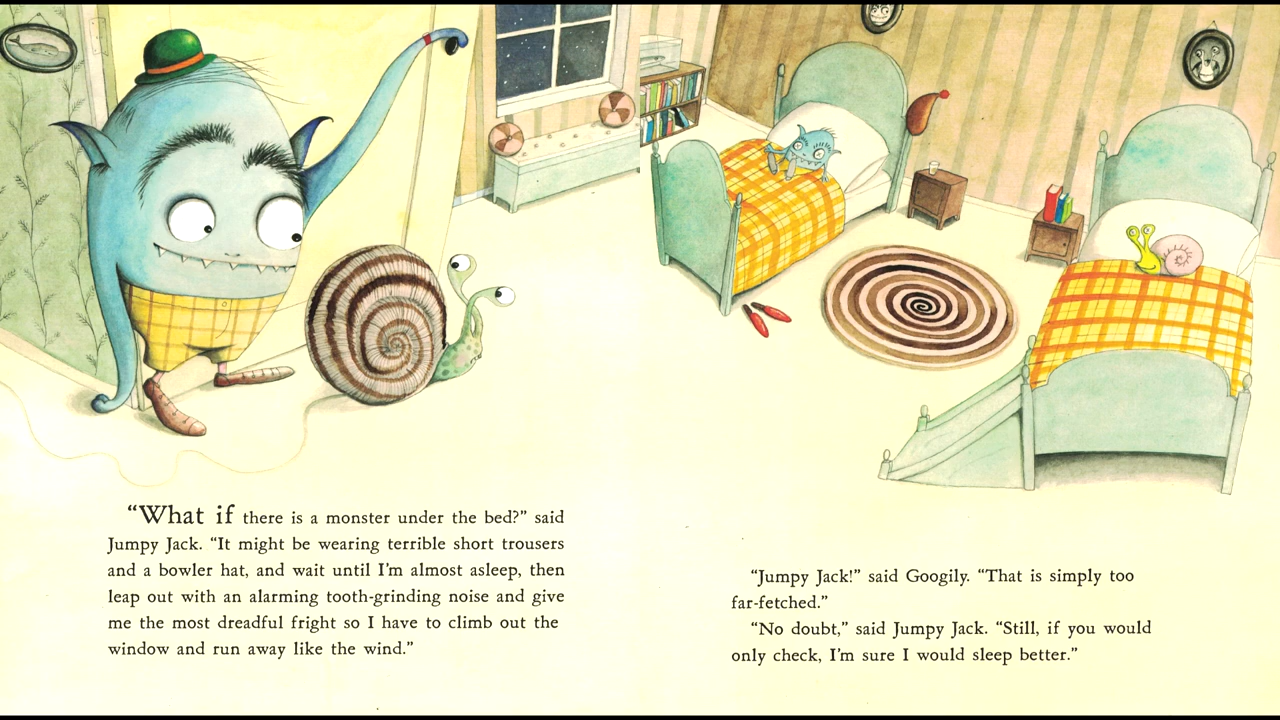 “What if there is a monster under the bed?” said
Jumpy Jack. “It might be wearing terrible short trousers
and a bowler hat, and wait until I’m almost asleep, then
leap out with an alarming tooth-grinding noise and give
me the most dreadful fright so I have to climb out the
window and run away like the wind.”
“Jumpy Jack!” said Googily. “That is simply too
far-fetched.”
“No doubt,” said Jumpy Jack. “Still, if you would
only check, I’m sure I would sleep better.”